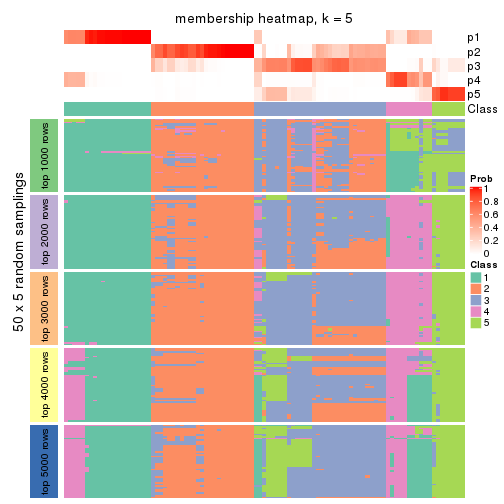 membership heatmap, k = 5
p1
p2
p3
p4
p5
Class
50 x 5 random samplings
top 1000 rows
top 2000 rows
top 3000 rows
top 4000 rows
top 5000 rows
Prob
1
0.8
0.6
0.4
0.2
0
Class
1
2
3
4
5